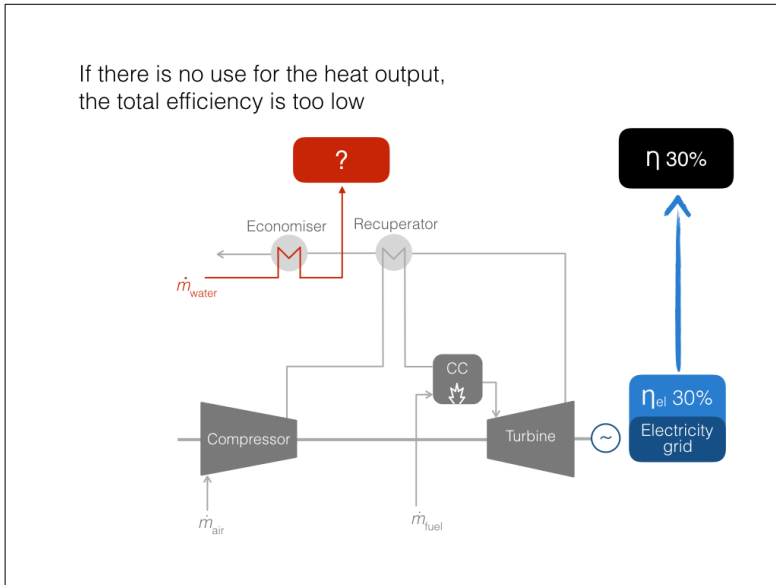 If there is no use for the heat output,
the total efficiency is too low
?
η 30%
Economiser
Recuperator
ṁwater
CC
ηel 30%
Electricity
grid
Compressor
Turbine
~
ṁair
ṁfuel